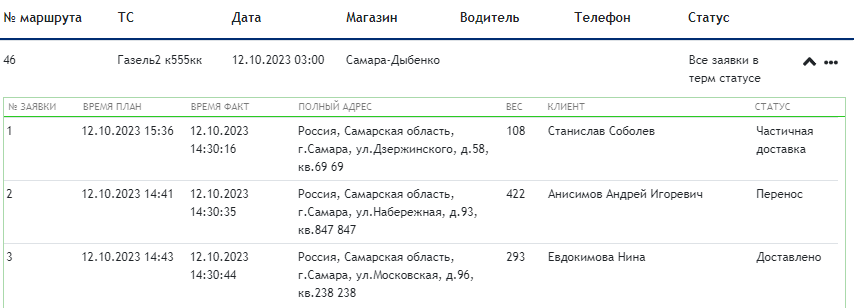 № маршрута ТС Дата Магазин Водитель Телефон Статус
46 Газель2 к555кк 12.10.2023 03:00 Самара-Дыбенко Все заявки в
терм статусе
№ ЗАЯВКИ ВРЕМЯ ПЛАН ВРЕМЯ ФАКТ ПОЛНЫЙ АДРЕС ВЕС КЛИЕНТ СТАТУС
1 12.10.2023 15:36 12.10.2023 Россия, Самарская область, 108 Станислав Соболев Частичная
14:30:16 г.Самара, ул.Дзержинского, д.58, доставка
кв.69 69
2 12.10.2023 14:41 12.10.2023 Россия, Самарская область, 422 Анисимов Андрей Игоревич Перенос
14:30:35 г.Самара, ул.Набережная, д.93,
кв.847 847
3 12.10.2023 14:43 12.10.2023 Россия, Самарская область, 293 Евдокимова Нина Доставлено
14:30:44 г.Самара, ул.Московская, д.96,
кв.238 238